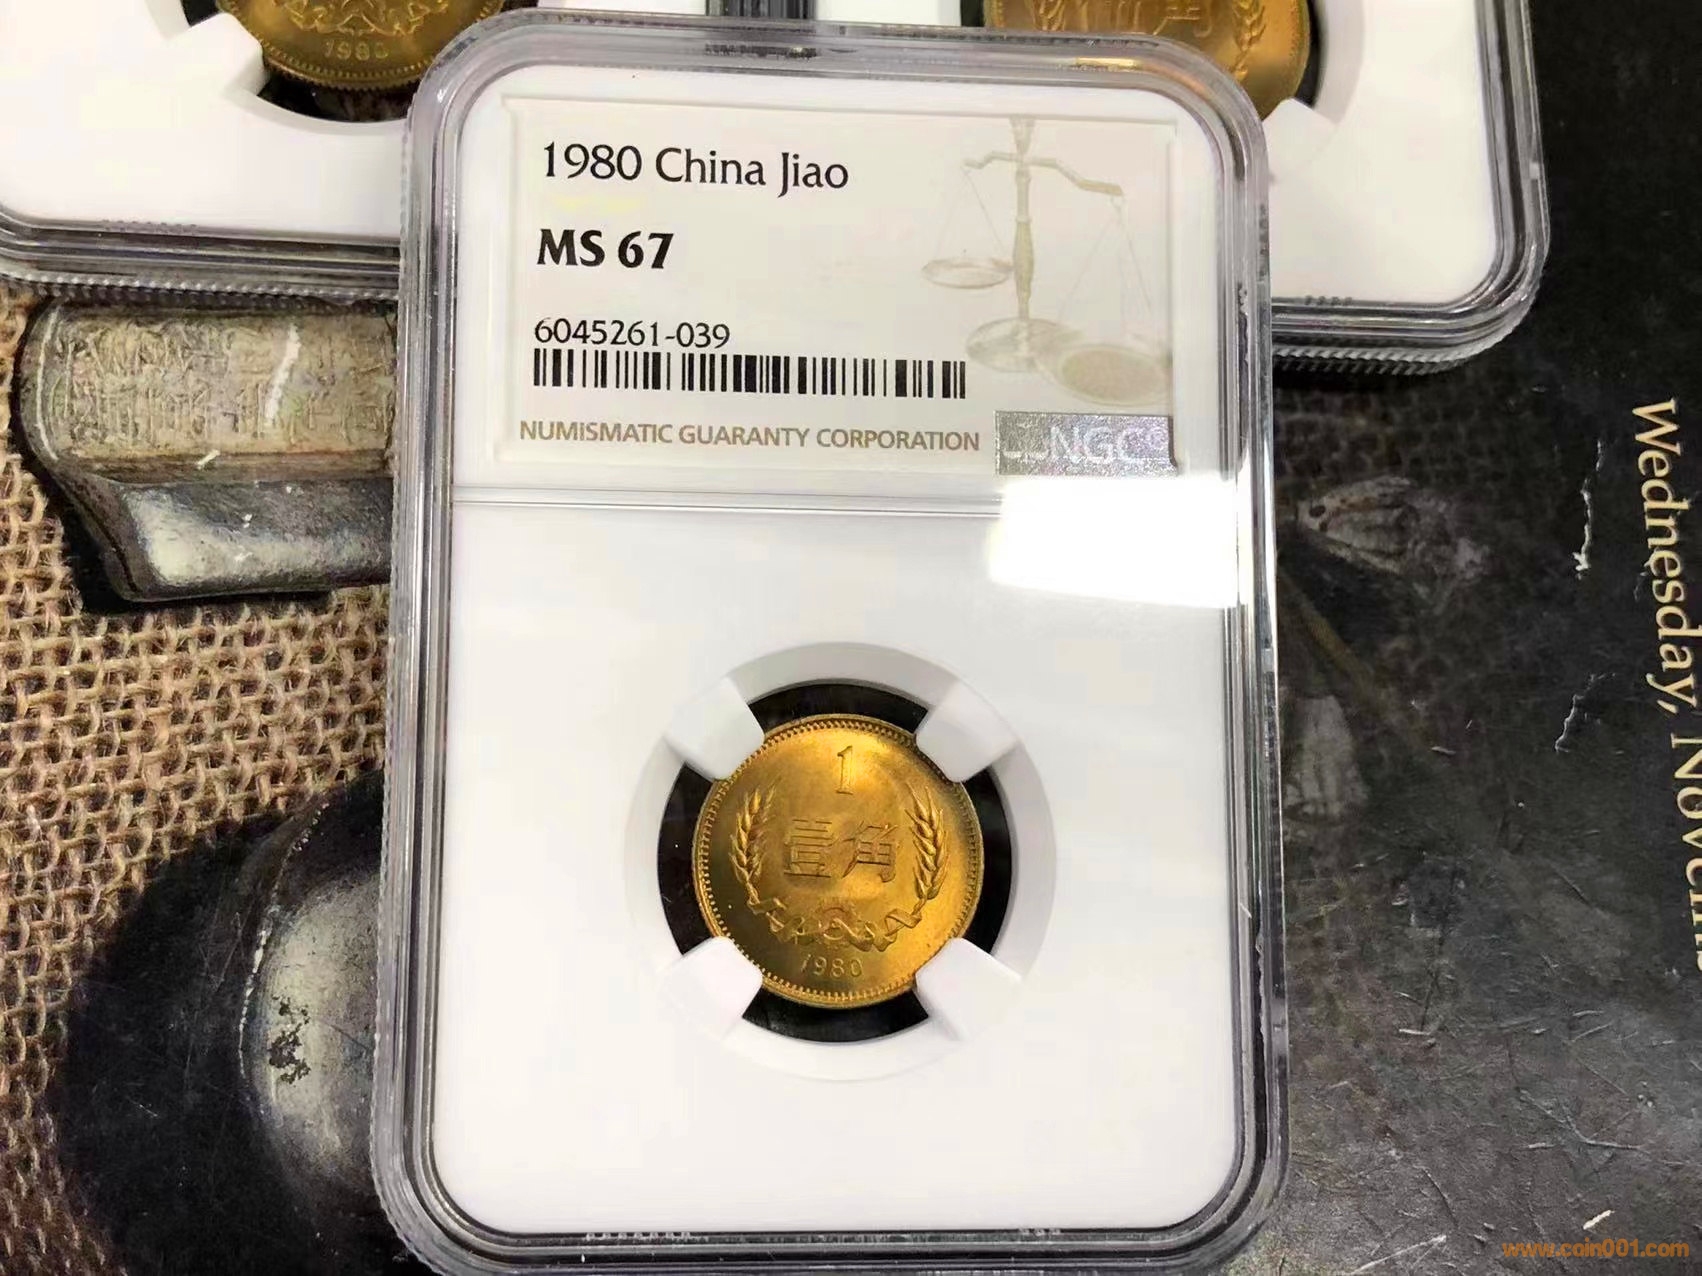 1980
1980 China Jiao
MS 67
6045261-039
NUMISMATIC GUARANTY CORPORATION
NGC
1
壹角
1980
Wednesday,
www.coin001.com